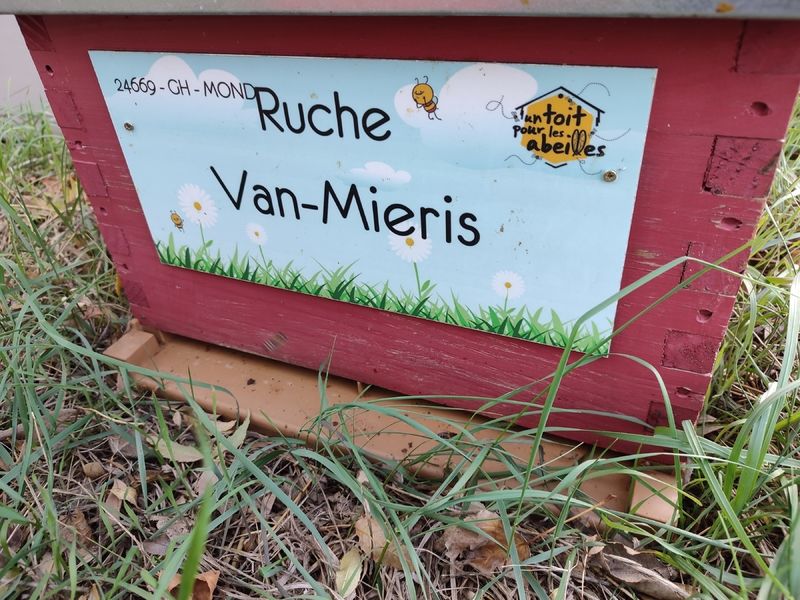 24669 - GH - MOND
Ruche
Van-Mieris
un toit
pour les
abeilles